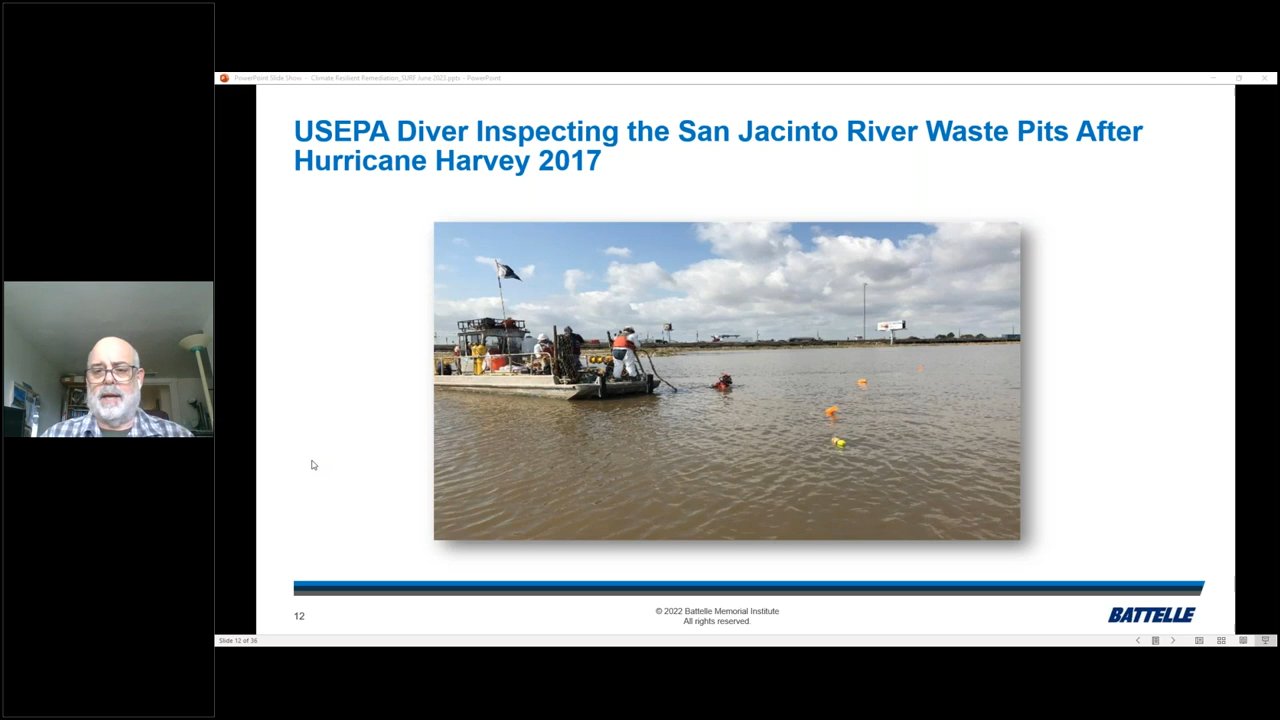 PowerPoint Slide Show - Climate Resilient Remediation_SURF June 2023.pptx - PowerPoint
USEPA Diver Inspecting the San Jacinto River Waste Pits After
Hurricane Harvey 2017
12
© 2022 Battelle Memorial Institute
All rights reserved.
BATTELLE
Slide 12 of 36